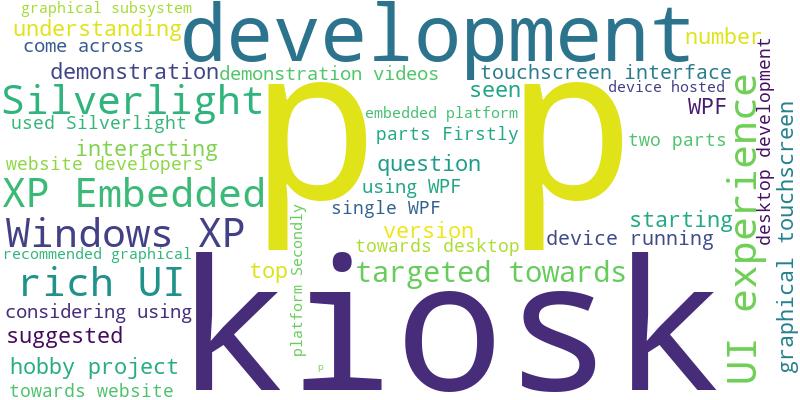 graphical subsystem
understanding
come across
development
number
demonstration
demonstration videos
touchscreen interface
seen
device hosted
Silverlight
p p
embedded platform
WPF
used Silverlight
parts Firstly
two parts
interacting
website developers
question
XP Embedded
using WPF
single WPF
starting
Windows XP
version
device running
towards desktop
recommended graphical
rich UI
top
targeted towards
considering using
kiosk
suggested
hobby project
p
towards website
platform Secondly
UI experience
desktop development
graphical touchscreen